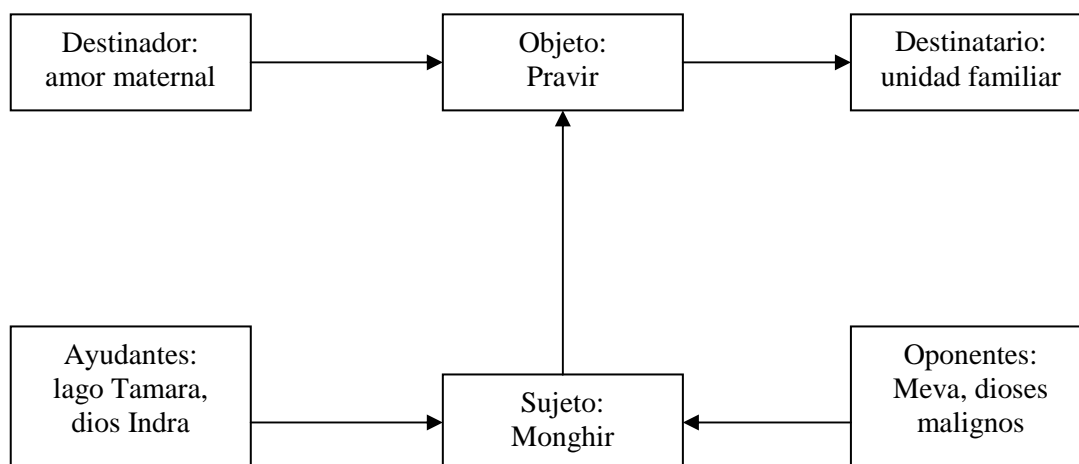 Destinador:
amor maternal
Objeto:
Pravir
Destinatario:
unidad familiar
Ayudantes:
lago Tamara,
dios Indra
Sujeto:
Monghir
Oponentes:
Meva, dioses
malignos